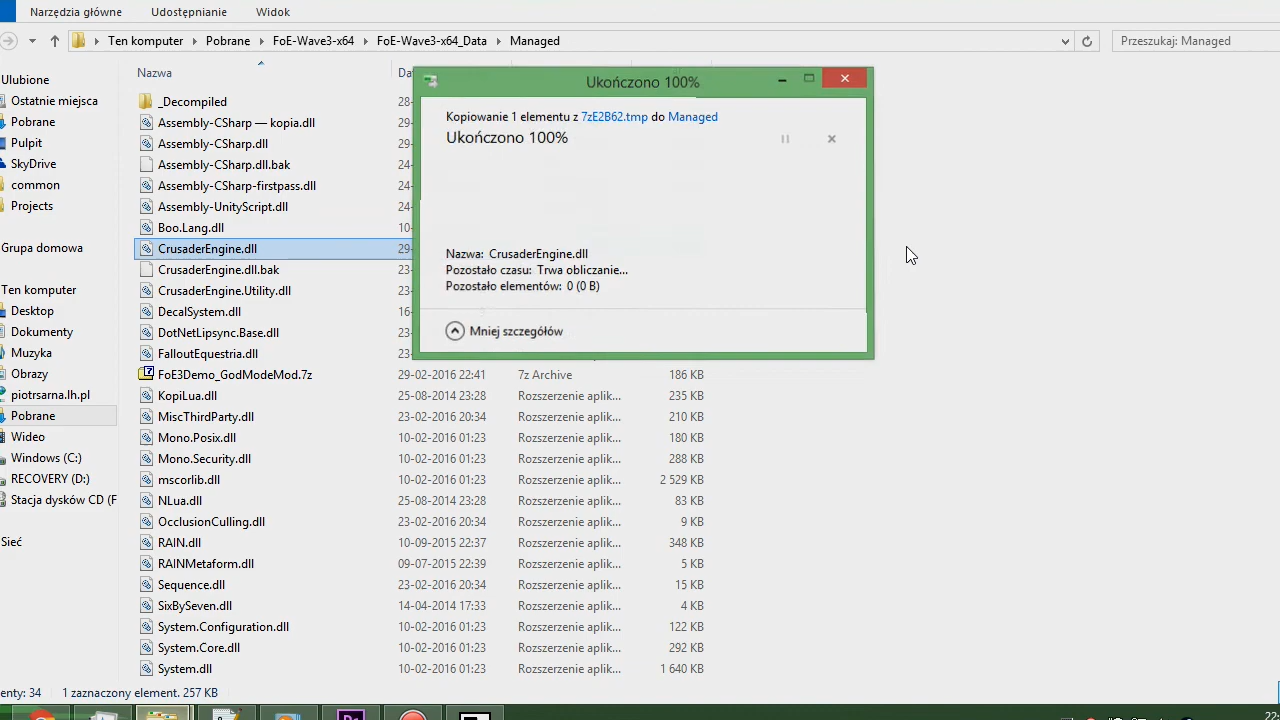 Narzędzia główne Udostępnianie Widok
Ten komputer Pobrane FoE-Wave3-x64 FoE-Wave3-x64_Data Managed Przeszukaj: Managed
Ulubione
Ostatnie miejsca
Pobrane
Pulpit
SkyDrive
common
Projects
Grupa domowa
Ten komputer
Desktop
Dokumenty
Muzyka
Obrazy
piotrsarna.lh.pl
Pobrane
Wideo
Windows (C:)
RECOVERY (D:)
Stacja dysków CD (F
Sieć
Nazwa
_Decompiled
Assembly-CSharp — kopia.dll
Assembly-CSharp.dll
Assembly-CSharp.dll.bak
Assembly-CSharp-firstpass.dll
Assembly-UnityScript.dll
Boo.Lang.dll
CrusaderEngine.dll
CrusaderEngine.dll.bak
CrusaderEngine.Utility.dll
DecalSystem.dll
DotNetLipsync.Base.dll
FalloutEquestria.dll
FoE3Demo_GodModeMod.7z 29-02-2016 22:41 7z Archive 186 KB
KopiLua.dll 25-08-2014 23:28 Rozszerzenie aplik... 235 KB
MiscThirdParty.dll 23-02-2016 20:34 Rozszerzenie aplik... 210 KB
Mono.Posix.dll 10-02-2016 01:23 Rozszerzenie aplik... 180 KB
Mono.Security.dll 10-02-2016 01:23 Rozszerzenie aplik... 288 KB
mscorlib.dll 10-02-2016 01:23 Rozszerzenie aplik... 2 529 KB
NLua.dll 25-08-2014 23:28 Rozszerzenie aplik... 83 KB
OcclusionCulling.dll 23-02-2016 20:34 Rozszerzenie aplik... 9 KB
RAIN.dll 10-09-2015 22:37 Rozszerzenie aplik... 348 KB
RAINMetaform.dll 09-07-2015 22:39 Rozszerzenie aplik... 5 KB
Sequence.dll 23-02-2016 20:34 Rozszerzenie aplik... 15 KB
SixBySeven.dll 14-04-2014 17:33 Rozszerzenie aplik... 4 KB
System.Configuration.dll 10-02-2016 01:23 Rozszerzenie aplik... 122 KB
System.Core.dll 10-02-2016 01:23 Rozszerzenie aplik... 292 KB
System.dll 10-02-2016 01:23 Rozszerzenie aplik... 1 640 KB
Ukończono 100%
Kopiowanie 1 elementu z 7zE2B62.tmp do Managed
Ukończono 100%
Nazwa: CrusaderEngine.dll
Pozostało czasu: Trwa obliczanie...
Pozostało elementów: 0 (0 B)
Mniej szczegółów
enty: 34 1 zaznaczony element. 257 KB